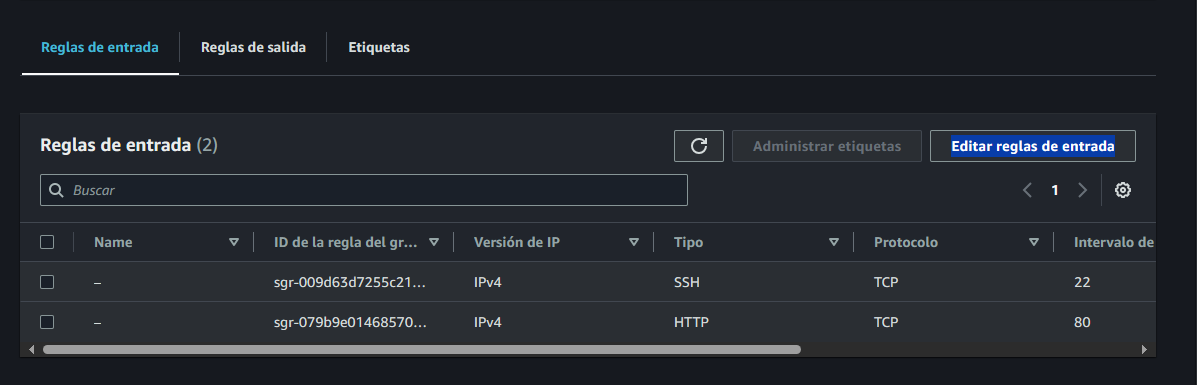 Reglas de entrada Reglas de salida Etiquetas
Reglas de entrada (2) Administrar etiquetas Editar reglas de entrada
Buscar 1
Name ID de la regla del gr... Versión de IP Tipo Protocolo Intervalo de
– sgr-009d63d7255c21... IPv4 SSH TCP 22
– sgr-079b9e01468570... IPv4 HTTP TCP 80